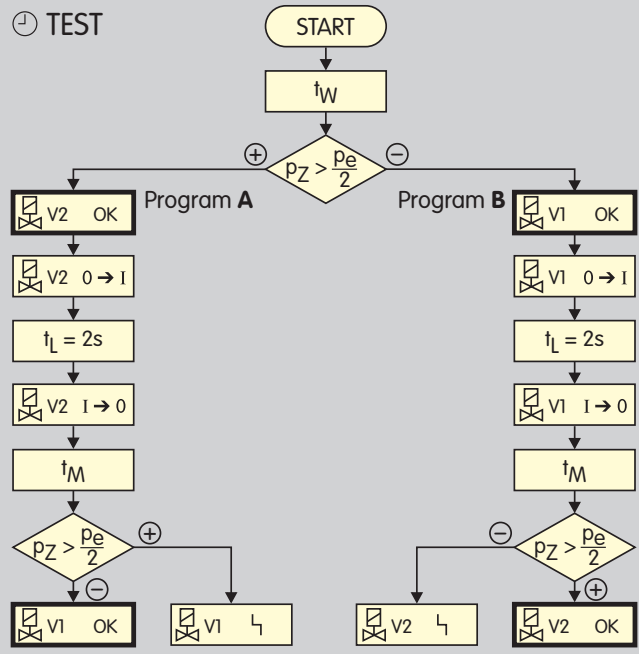 TEST
START
tW
pZ > pe/2
+
−
V2 OK
Program A
Program B
V1 OK
V2 0 → I
V1 0 → I
tL = 2s
tL = 2s
V2 I → 0
V1 I → 0
tM
tM
pZ > pe/2
+
−
pZ > pe/2
−
+
V1 OK
V1
V2
V2 OK